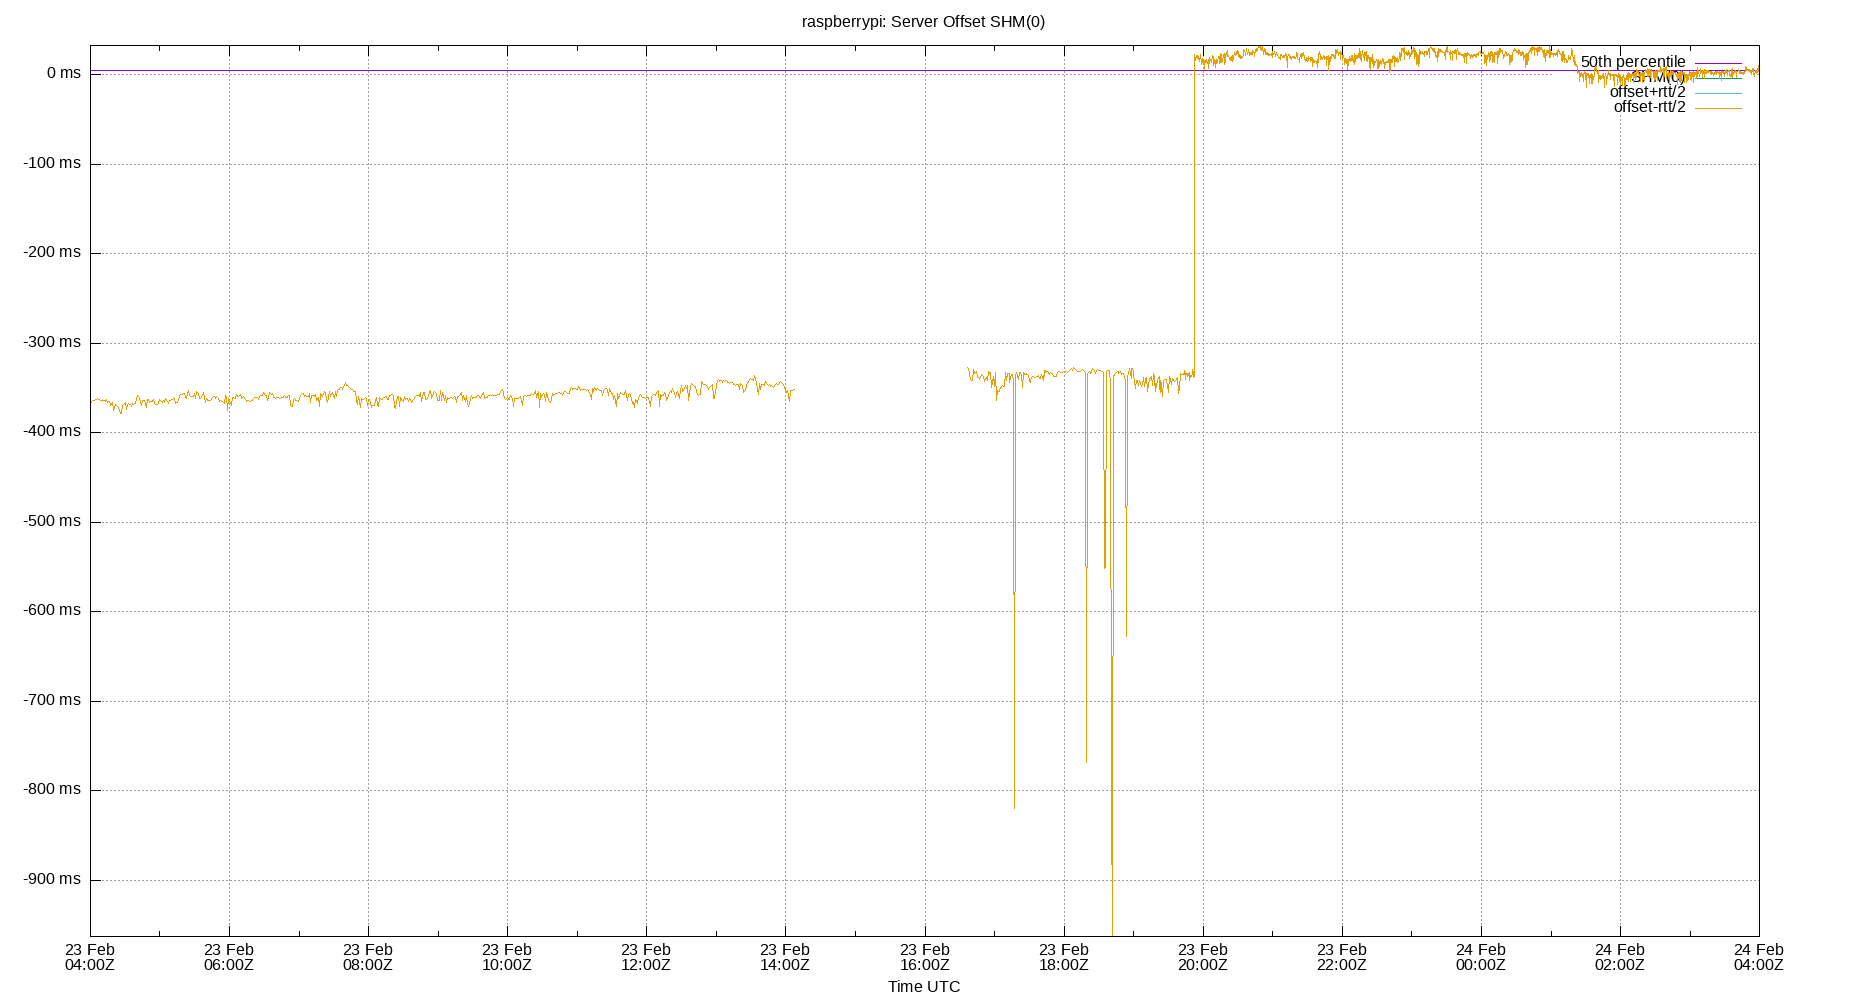 raspberrypi: Server Offset SHM(0)
0 ms
-100 ms
-200 ms
-300 ms
-400 ms
-500 ms
-600 ms
-700 ms
-800 ms
-900 ms
50th percentile
SHM(0)
offset+rtt/2
offset-rtt/2
23 Feb 23 Feb 23 Feb 23 Feb 23 Feb 23 Feb 23 Feb 23 Feb 23 Feb 23 Feb 24 Feb 24 Feb 24 Feb
04:00Z 06:00Z 08:00Z 10:00Z 12:00Z 14:00Z 16:00Z 18:00Z 20:00Z 22:00Z 00:00Z 02:00Z 04:00Z
Time UTC